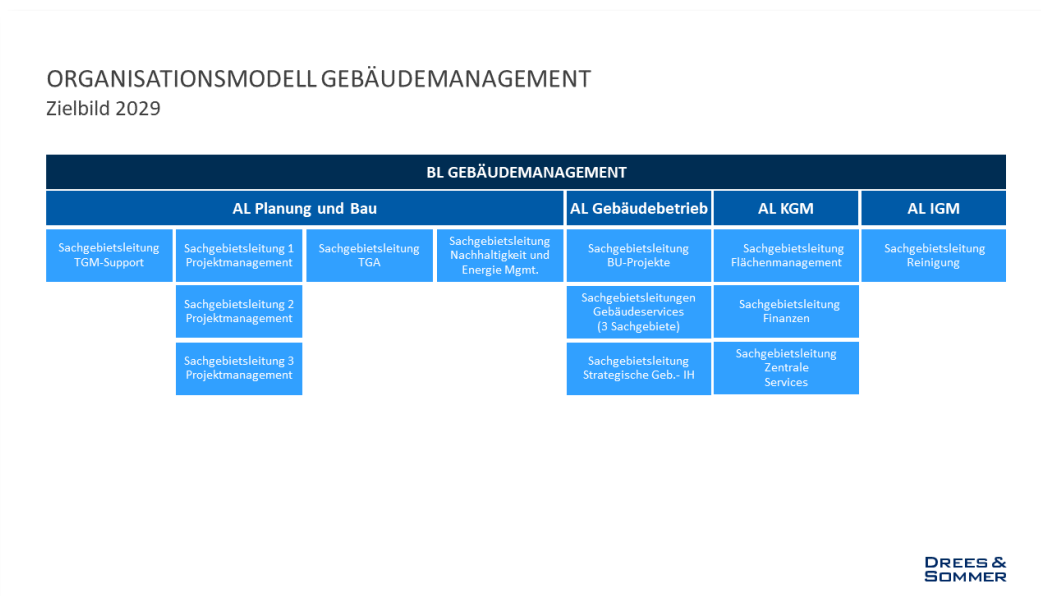 ORGANISATIONSMODELL GEBÄUDEMANAGEMENT
Zielbild 2029
BL GEBÄUDEMANAGEMENT
AL Planung und Bau
AL Gebäudebetrieb
AL KGM
AL IGM
Sachgebietsleitung
TGM-Support
Sachgebietsleitung 1
Projektmanagement
Sachgebietsleitung
TGA
Sachgebietsleitung
Nachhaltigkeit und
Energie Mgmt.
Sachgebietsleitung
BU-Projekte
Sachgebietsleitung
Flächenmanagement
Sachgebietsleitung
Reinigung
Sachgebietsleitung 2
Projektmanagement
Sachgebietsleitungen
Gebäudeservices
(3 Sachgebiete)
Sachgebietsleitung
Finanzen
Sachgebietsleitung 3
Projektmanagement
Sachgebietsleitung
Strategische Geb.- IH
Sachgebietsleitung
Zentrale
Services
DREES &
SOMMER